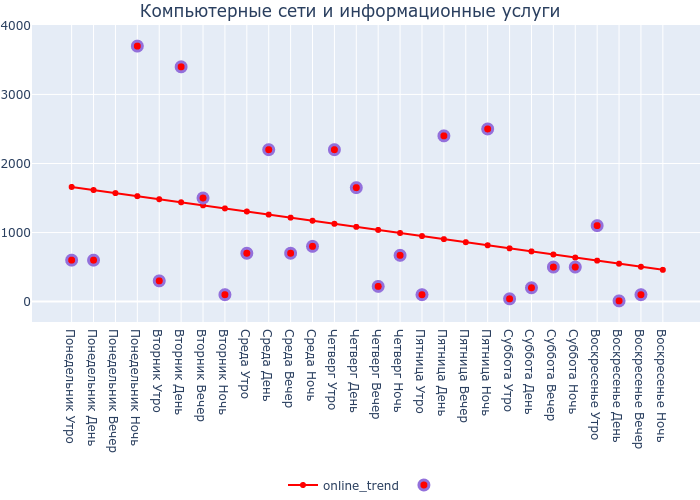 Компьютерные сети и информационные услуги
4000
3000
2000
1000
0
Понедельник Утро
Понедельник День
Понедельник Вечер
Понедельник Ночь
Вторник Утро
Вторник День
Вторник Вечер
Вторник Ночь
Среда Утро
Среда День
Среда Вечер
Среда Ночь
Четверг Утро
Четверг День
Четверг Вечер
Четверг Ночь
Пятница Утро
Пятница День
Пятница Вечер
Пятница Ночь
Суббота Утро
Суббота День
Суббота Вечер
Суббота Ночь
Воскресенье Утро
Воскресенье День
Воскресенье Вечер
Воскресенье Ночь
online_trend